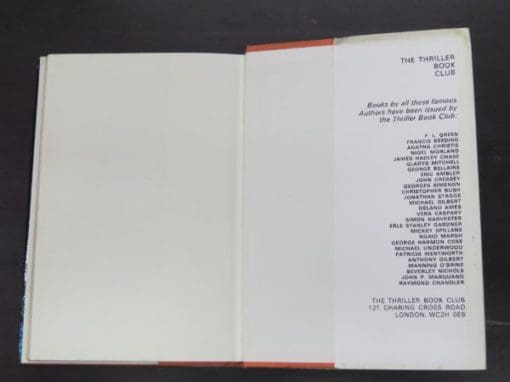 THE THRILLER
BOOK
CLUB
Books by all these famous
Authors have been issued by
the Thriller Book Club:
F. L. GREEN
FRANCIS BEEDING
AGATHA CHRISTIE
NIGEL MORLAND
JAMES HADLEY CHASE
GLADYS MITCHELL
GEORGE BELLAIRS
ERIC AMBLER
JOHN CREASEY
GEORGES SIMENON
CHRISTOPHER BUSH
JONATHAN STAGGE
MICHAEL GILBERT
DELANO AMES
VERA CASPARY
SIMON HARVESTER
ERLE STANLEY GARDNER
MICKEY SPILLANE
NGAIO MARSH
GEORGE HARMON COXE
MICHAEL UNDERWOOD
PATRICIA WENTWORTH
ANTHONY GILBERT
MANNING O'BRINE
BEVERLEY NICHOLS
JOHN P. MARQUAND
RAYMOND CHANDLER
THE THRILLER BOOK CLUB
121 CHARING CROSS ROAD
LONDON. WC2H 0EB